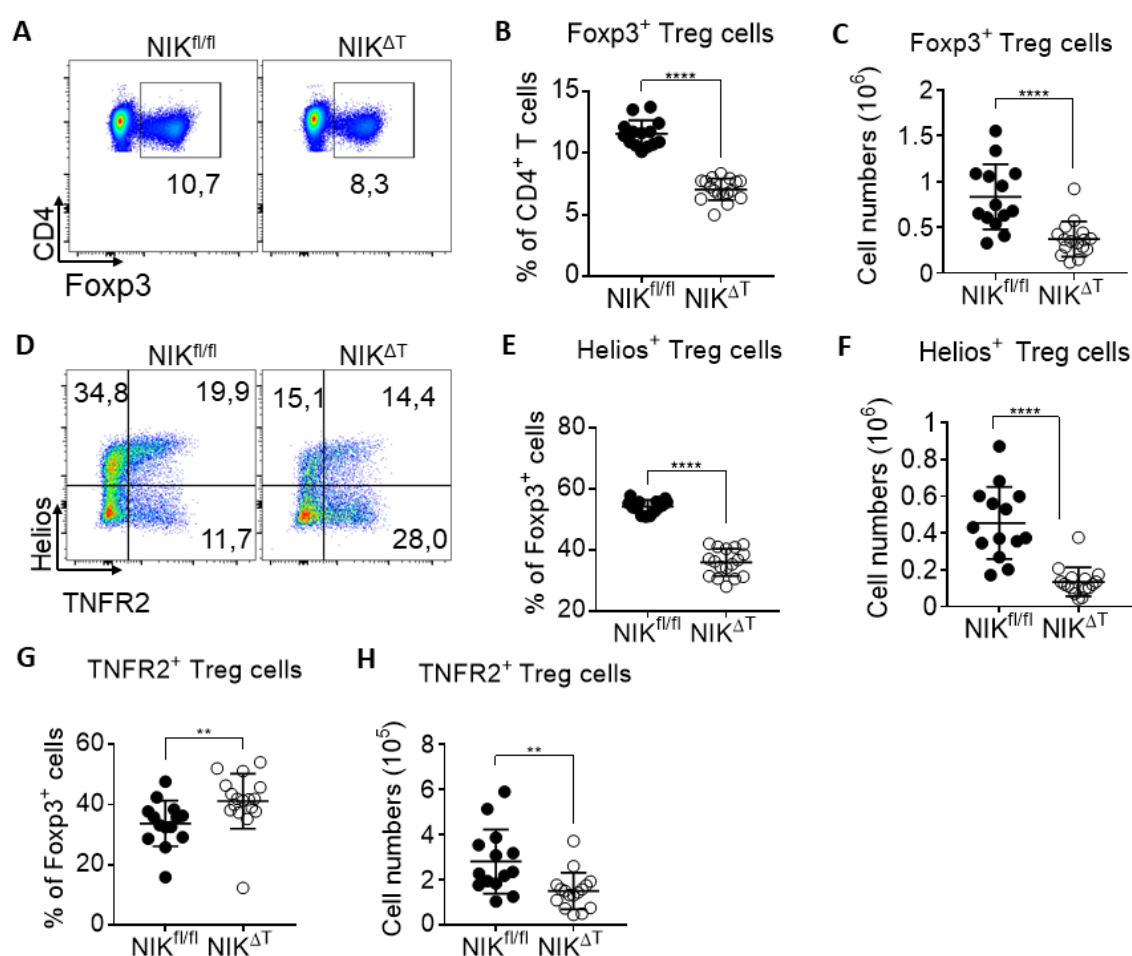 A
NIK^fl/fl
NIK^ΔT
10,7
8,3
CD4
Foxp3
B
Foxp3⁺ Treg cells
% of CD4⁺ T cells
15
10
5
0
****
NIK^fl/fl
NIK^ΔT
C
Foxp3⁺ Treg cells
Cell numbers (10⁶)
2
1.5
1
0.5
0
****
NIK^fl/fl
NIK^ΔT
D
NIK^fl/fl
NIK^ΔT
34,8
19,9
11,7
15,1
14,4
28,0
Helios
TNFR2
E
Helios⁺ Treg cells
% of Foxp3⁺ cells
80
60
40
20
****
NIK^fl/fl
NIK^ΔT
F
Helios⁺ Treg cells
Cell numbers (10⁶)
1
0.8
0.6
0.4
0.2
0
****
NIK^fl/fl
NIK^ΔT
G
TNFR2⁺ Treg cells
% of Foxp3⁺ cells
60
40
20
0
**
NIK^fl/fl
NIK^ΔT
H
TNFR2⁺ Treg cells
Cell numbers (10⁵)
8
6
4
2
0
**
NIK^fl/fl
NIK^ΔT